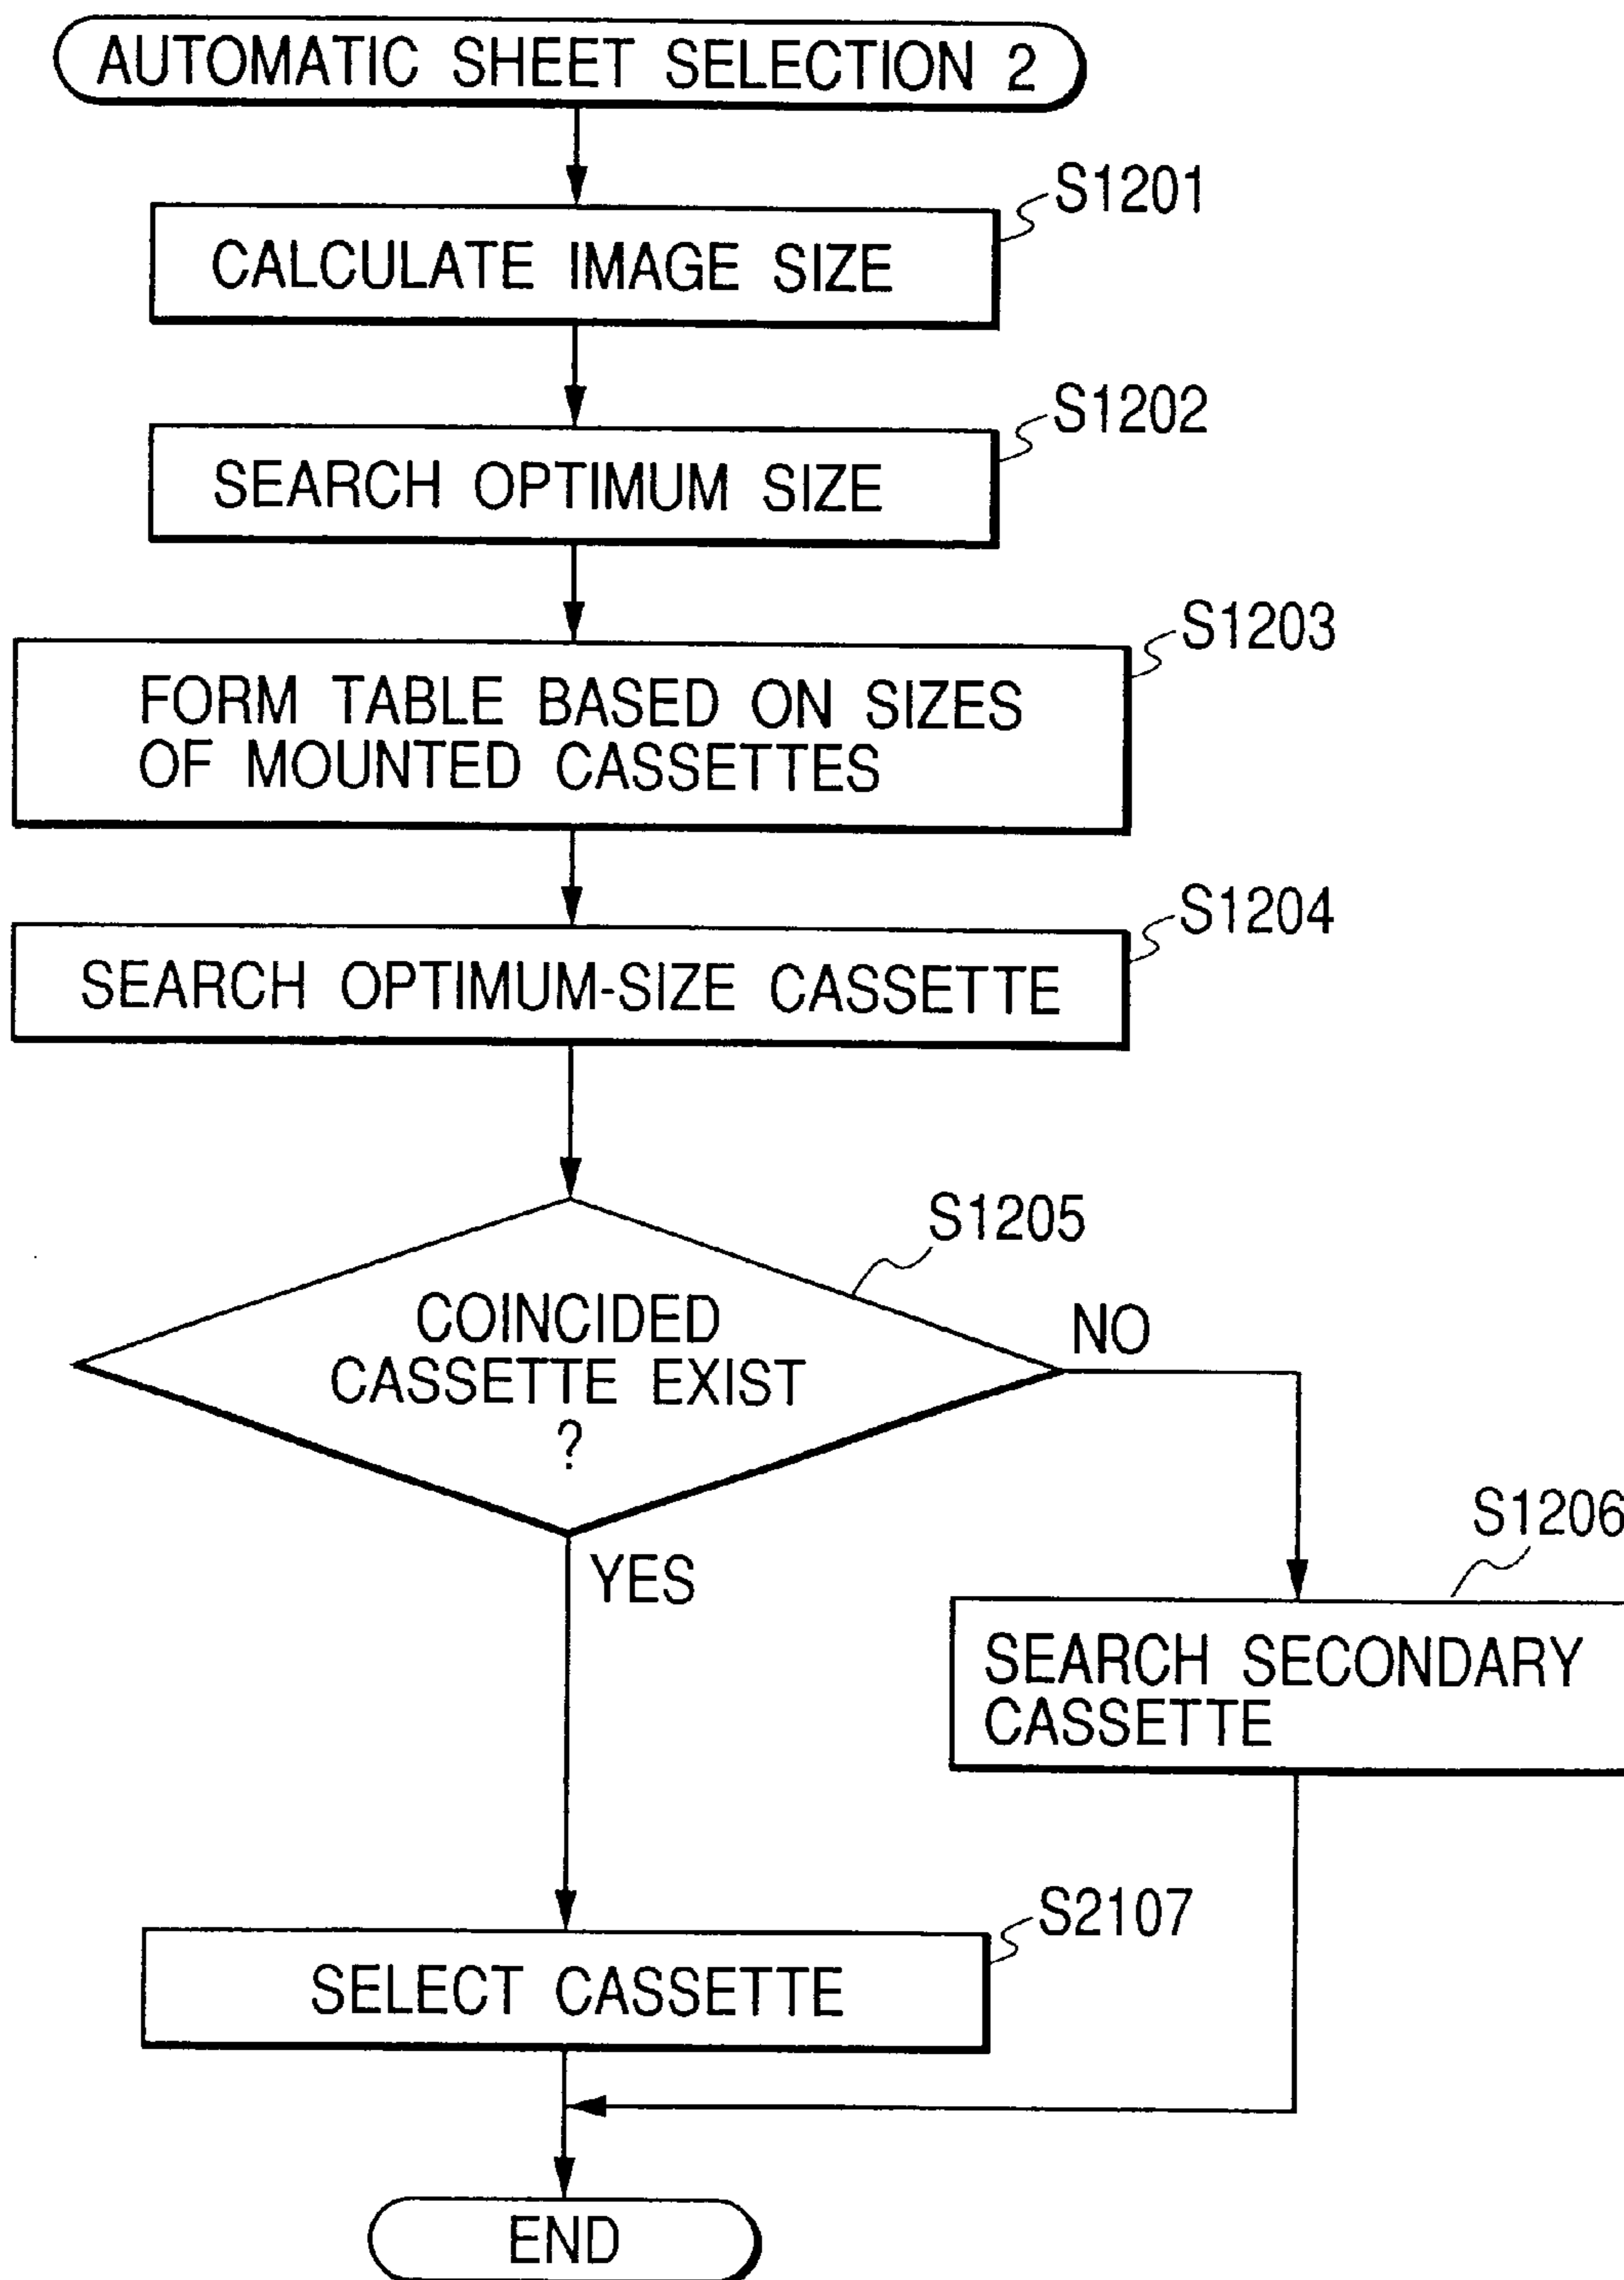 AUTOMATIC SHEET SELECTION 2
S1201
CALCULATE IMAGE SIZE
S1202
SEARCH OPTIMUM SIZE
S1203
FORM TABLE BASED ON SIZES
OF MOUNTED CASSETTES
S1204
SEARCH OPTIMUM-SIZE CASSETTE
S1205
COINCIDED
CASSETTE EXIST
?
NO
YES
S1206
SEARCH SECONDARY
CASSETTE
S2107
SELECT CASSETTE
END